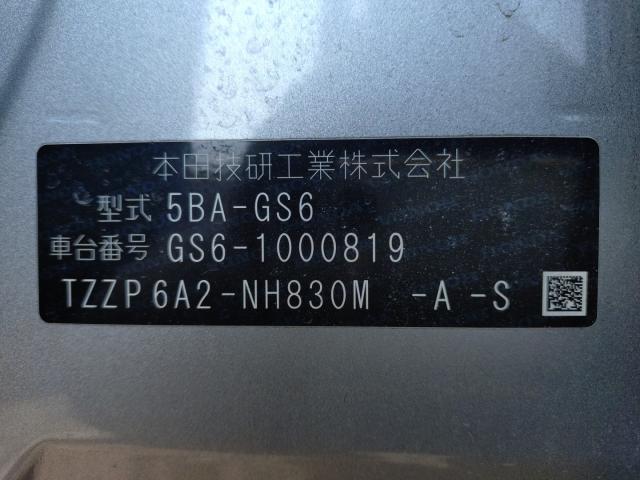 本田技研工業株式会社
型式 5BA-GS6
車台番号 GS6-1000819
TZZP6A2-NH830M -A -S